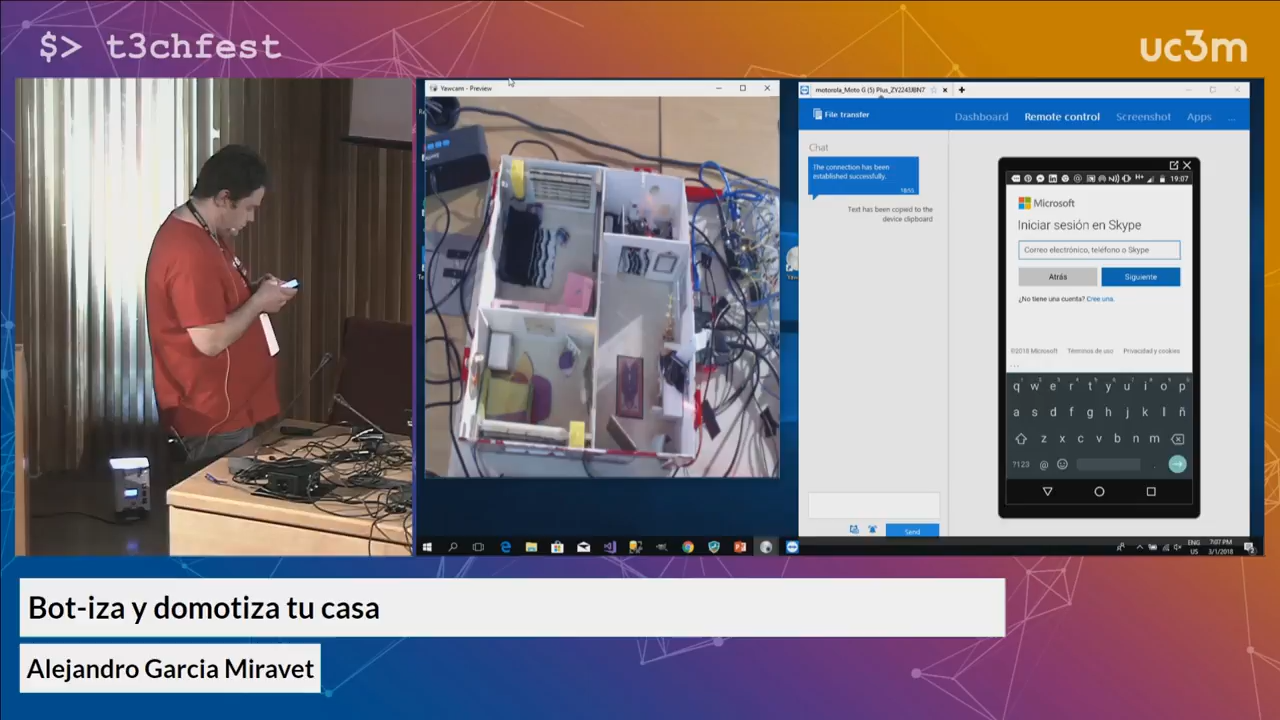 $> t3chfest
uc3m
Yawcam - Preview
motorola_Moto G (5) Plus_ZY2243JBN7
File transfer
Dashboard
Remote control
Screenshot
Apps
...
Chat
The connection has been
established successfully.
18:55
Text has been copied to the
device clipboard
19:07
Microsoft
Iniciar sesión en Skype
Correo electrónico, teléfono o Skype
Atrás
Siguiente
¿No tiene una cuenta? Cree una.
©2018 Microsoft
Términos de uso
Privacidad y cookies
...
q w e r t y u i o p
a s d f g h j k l ñ
z x c v b n m
?123 @ .
Send
ENG
US
7:07 PM
3/1/2018
Bot-iza y domotiza tu casa
Alejandro Garcia Miravet